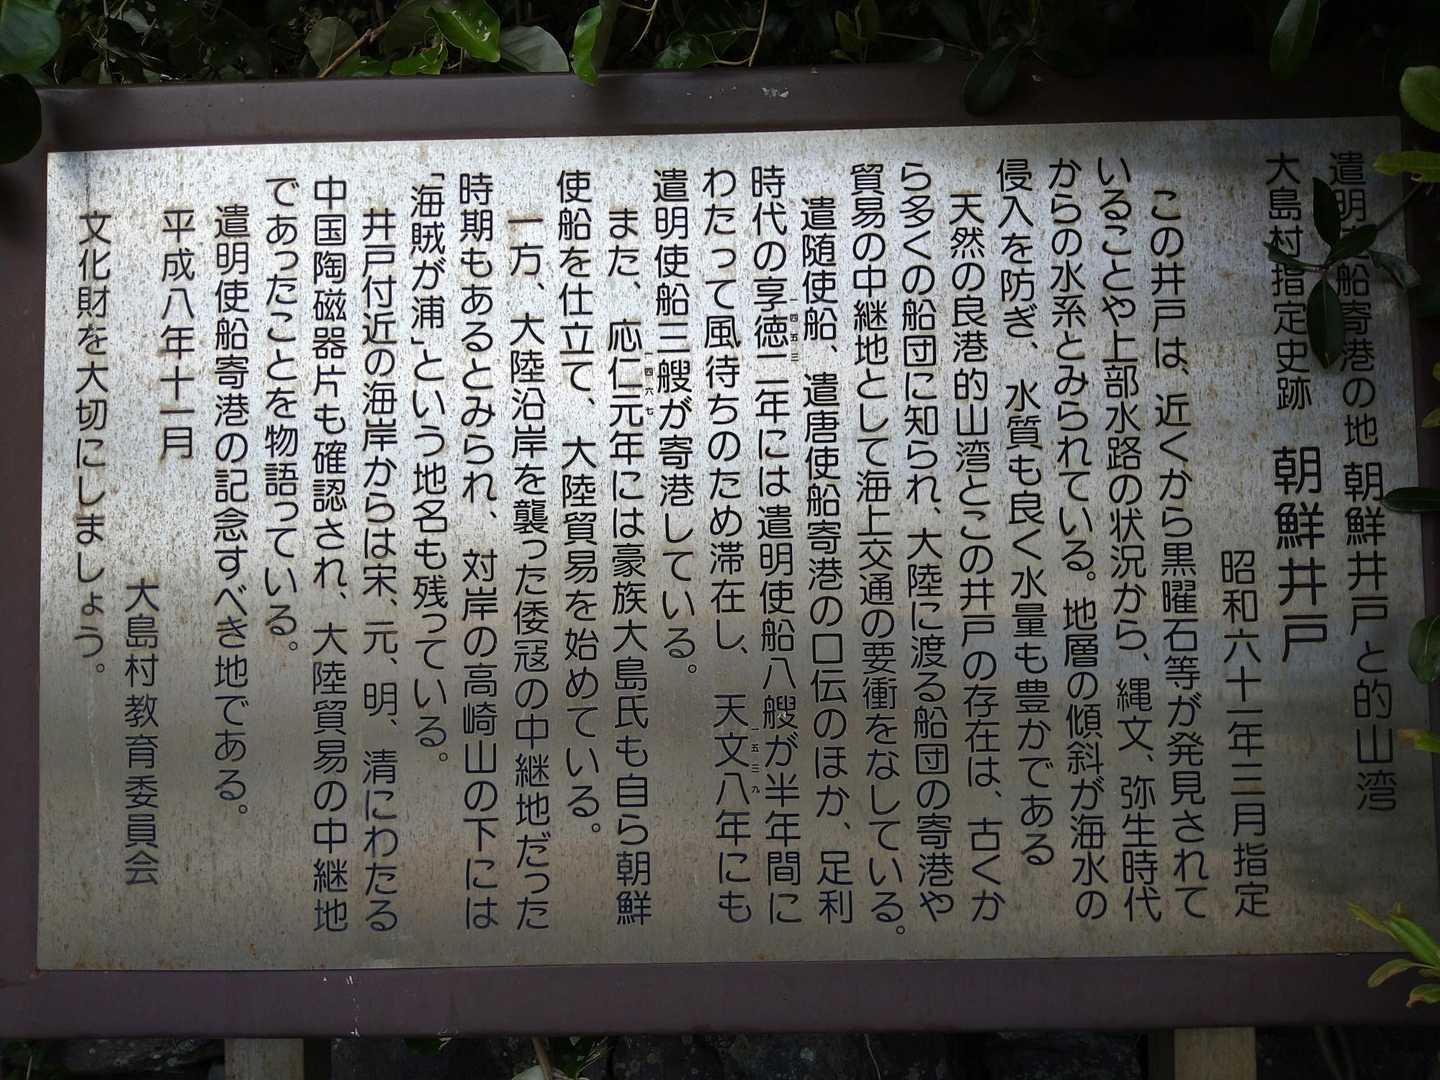 遣明使船寄港の地 朝鮮井戸と的山湾
大島村指定史跡 朝鮮井戸
昭和六十一年三月指定
この井戸は、近くから黒曜石等が発見されて
いることや上部水路の状況から、縄文、弥生時代
からの水系とみられている。地層の傾斜が海水の
侵入を防ぎ、水質も良く水量も豊かである
天然の良港的山湾とこの井戸の存在は、古くか
ら多くの船団に知られ、大陸に渡る船団の寄港や
貿易の中継地として海上交通の要衝をなしている。
遣随使船、遣唐使船寄港の口伝のほか、足利
時代の享徳二年には遣明使船八艘が半年間に
一四五三
わたって風待ちのため滞在し、天文八年にも
一五三九
遣明使船三艘が寄港している。
また、応仁元年には豪族大島氏も自ら朝鮮
一四六七
使船を仕立て、大陸貿易を始めている。
一方、大陸沿岸を襲った倭寇の中継地だった
時期もあるとみられ、対岸の高崎山の下には
「海賊が浦」という地名も残っている。
井戸付近の海岸からは宋、元、明、清にわたる
中国陶磁器片も確認され、大陸貿易の中継地
であったことを物語っている。
遣明使船寄港の記念すべき地である。
平成八年十一月
大島村教育委員会
文化財を大切にしましょう。